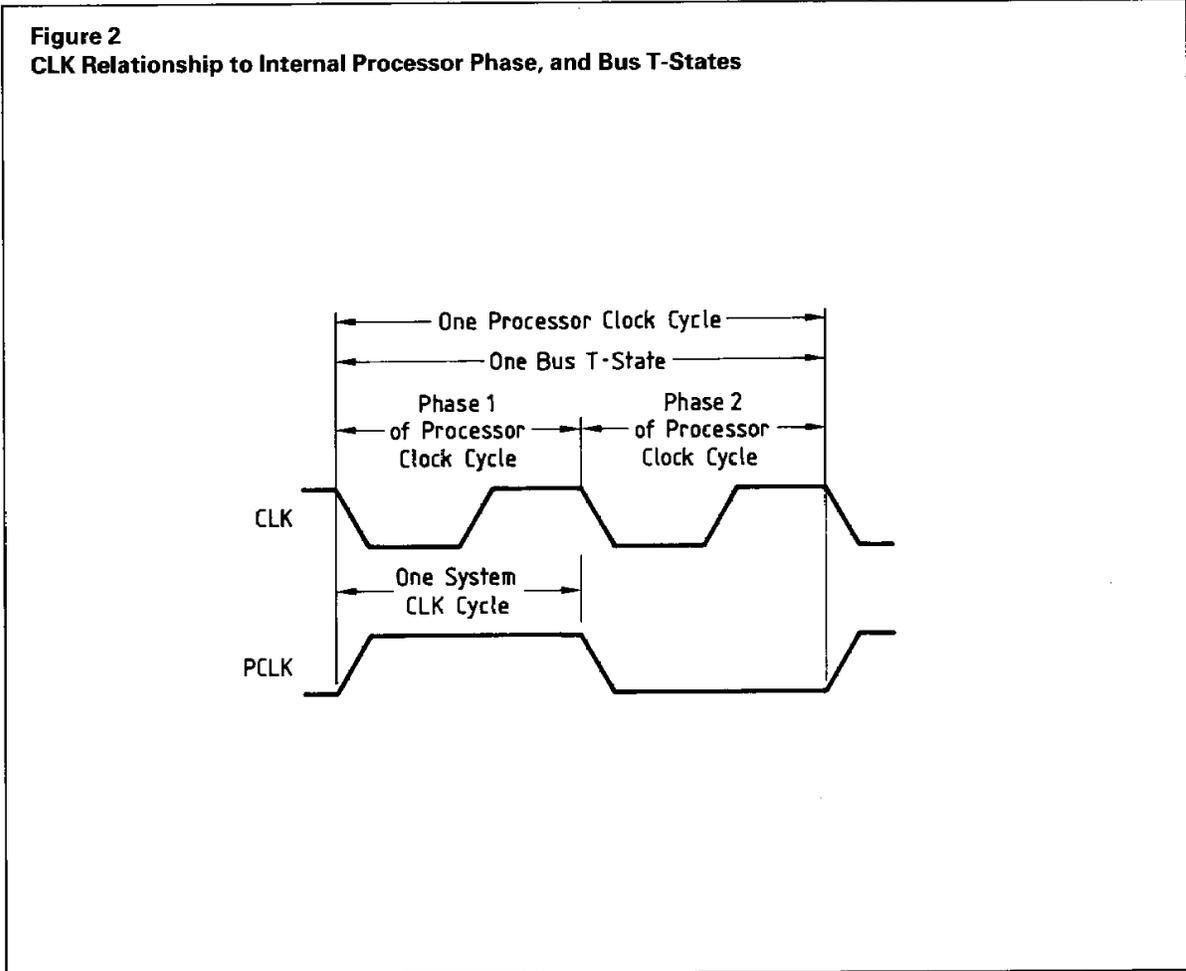 Figure 2
CLK Relationship to Internal Processor Phase, and Bus T-States
One Processor Clock Cycle
One Bus T-State
Phase 1
of Processor
Clock Cycle
Phase 2
of Processor
Clock Cycle
CLK
One System
CLK Cycle
PCLK